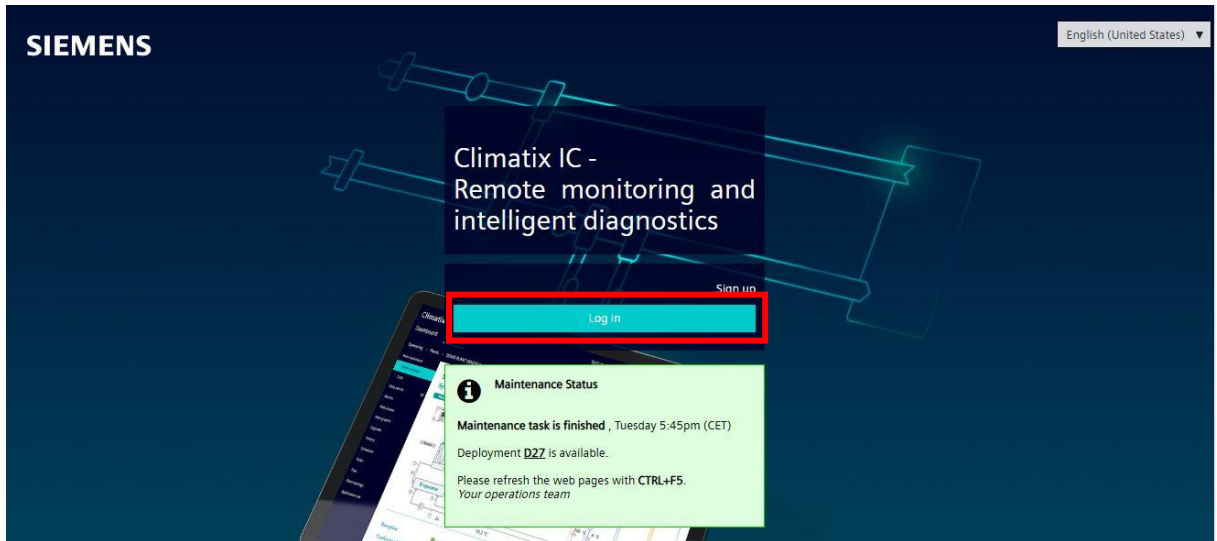 SIEMENS
English (United States)
Climatix IC -
Remote monitoring and
intelligent diagnostics
Sign up
Log in
Climatix
Dashboard
Maintenance Status
Maintenance task is finished , Tuesday 5:45pm (CET)
Deployment D27 is available.
Please refresh the web pages with CTRL+F5.
Your operations team